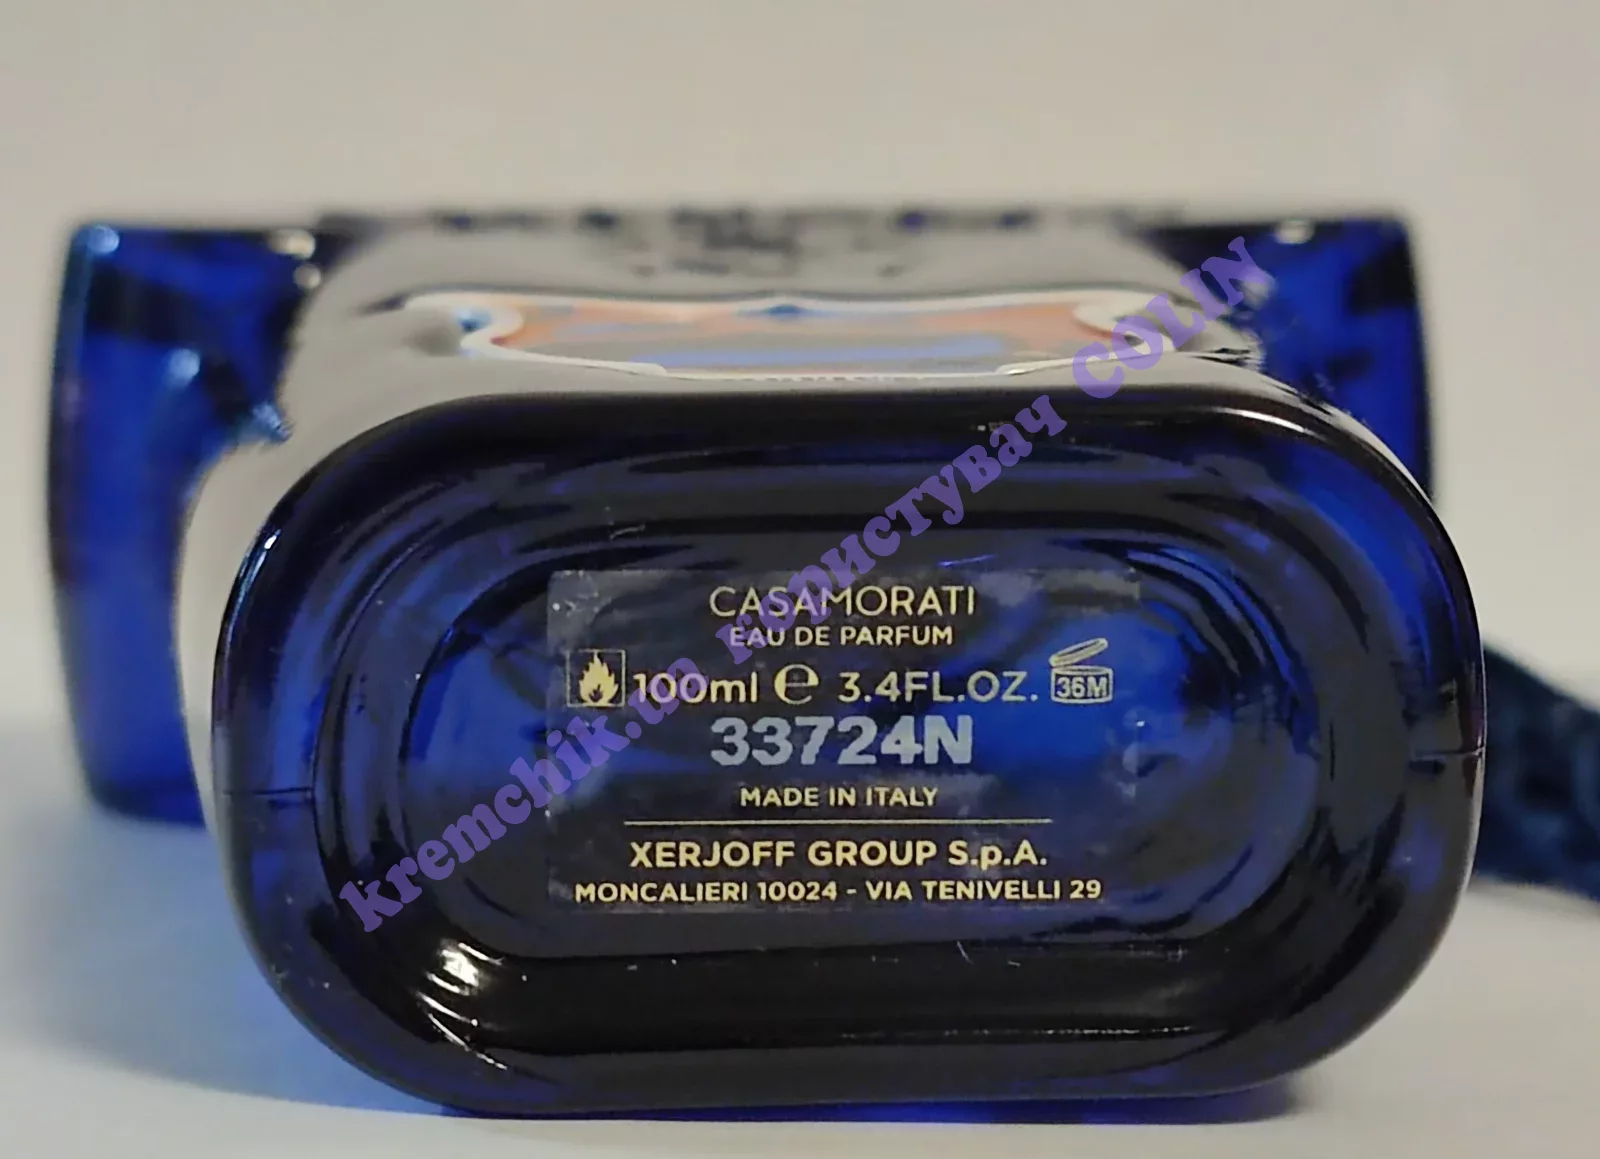 CASAMORATI
EAU DE PARFUM
100ml e 3.4FL.OZ. 36M
33724N
MADE IN ITALY
XERJOFF GROUP S.p.A.
MONCALIERI 10024 - VIA TENIVELLI 29
kremchik.ua користувач COLIN